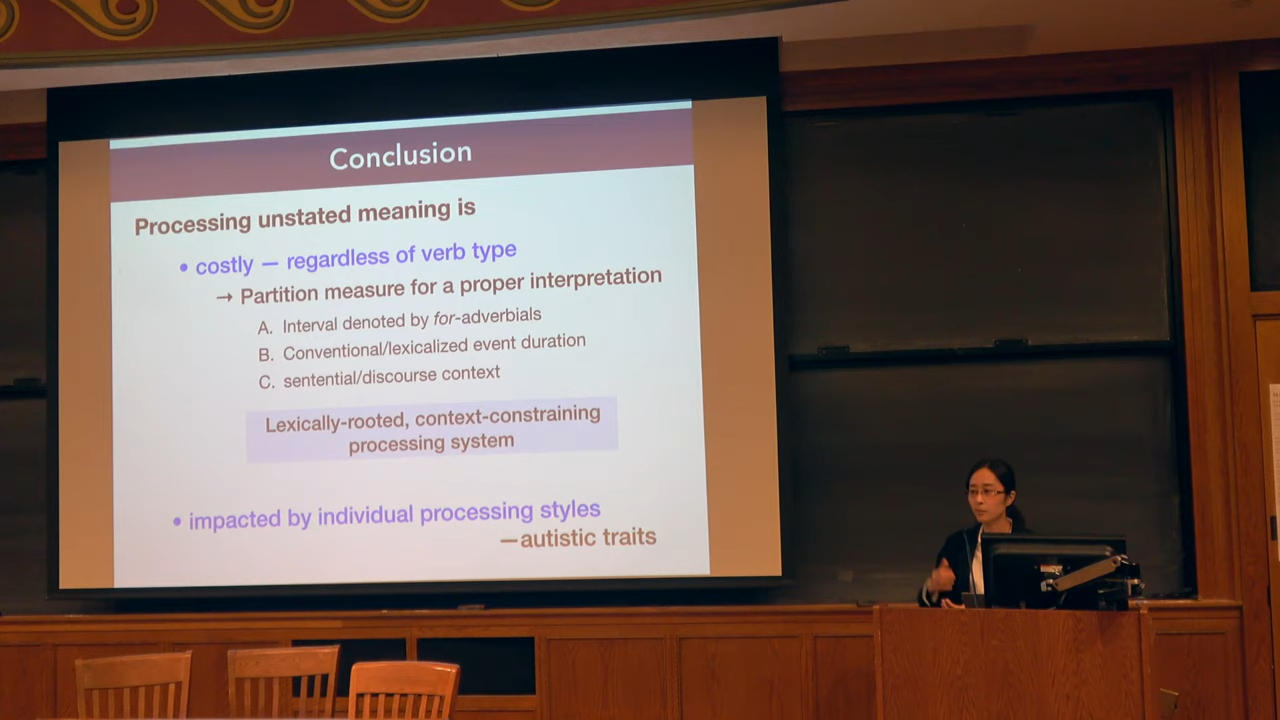 Conclusion
Processing unstated meaning is
• costly — regardless of verb type
→ Partition measure for a proper interpretation
A. Interval denoted by for-adverbials
B. Conventional/lexicalized event duration
C. sentential/discourse context
Lexically-rooted, context-constraining
processing system
• impacted by individual processing styles
—autistic traits